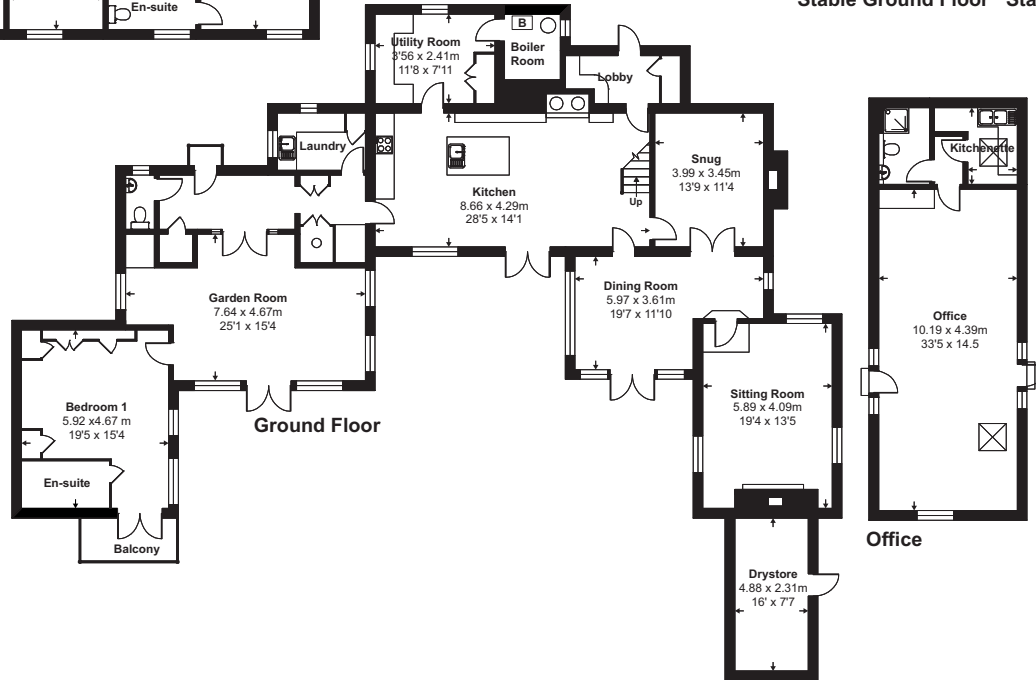 En-suite
Stable Ground Floor Sta
Utility Room
3'56 x 2.41m
11'8 x 7'11
B
Boiler
Room
Lobby
Laundry
Kitchen
8.66 x 4.29m
28'5 x 14'1
Up
Snug
3.99 x 3.45m
13'9 x 11'4
Kitchenette
Garden Room
7.64 x 4.67m
25'1 x 15'4
Dining Room
5.97 x 3.61m
19'7 x 11'10
Office
10.19 x 4.39m
33'5 x 14.5
Bedroom 1
5.92 x4.67 m
19'5 x 15'4
Ground Floor
Sitting Room
5.89 x 4.09m
19'4 x 13'5
En-suite
Balcony
Office
Drystore
4.88 x 2.31m
16' x 7'7